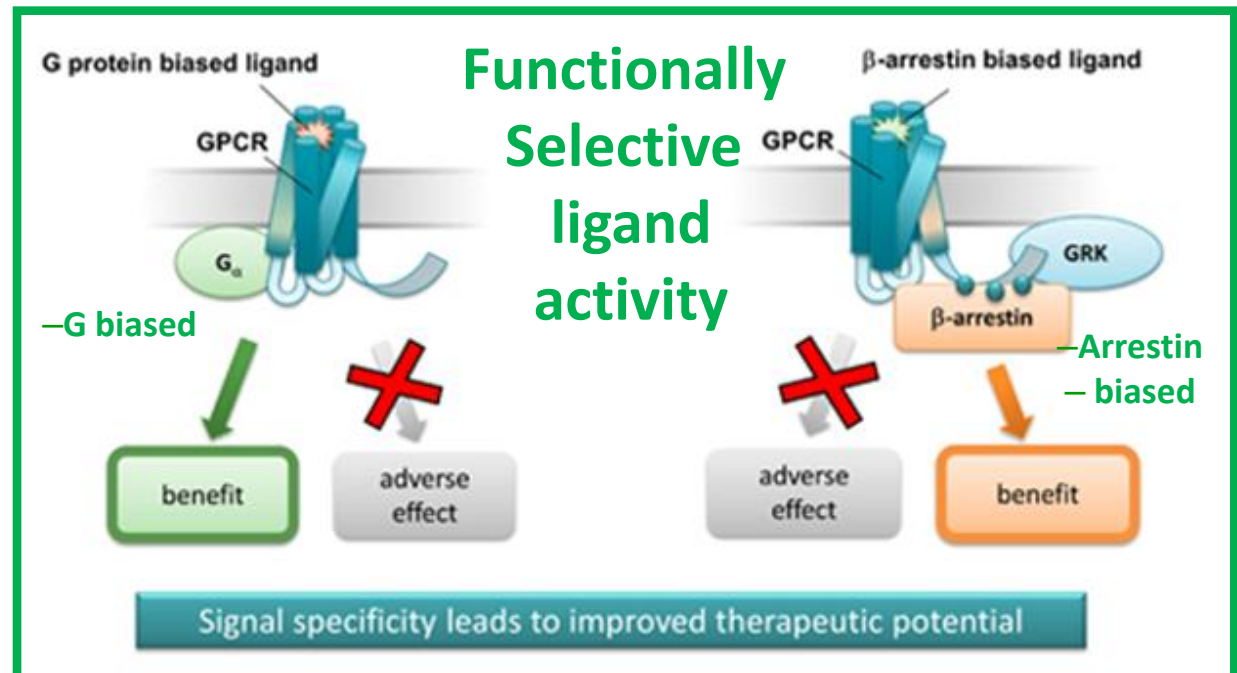 G protein biased ligand
GPCR
Gα
–G biased
benefit
adverse
effect
Functionally
Selective
ligand
activity
β-arrestin biased ligand
GPCR
GRK
β-arrestin
–Arrestin
– biased
adverse
effect
benefit
Signal specificity leads to improved therapeutic potential